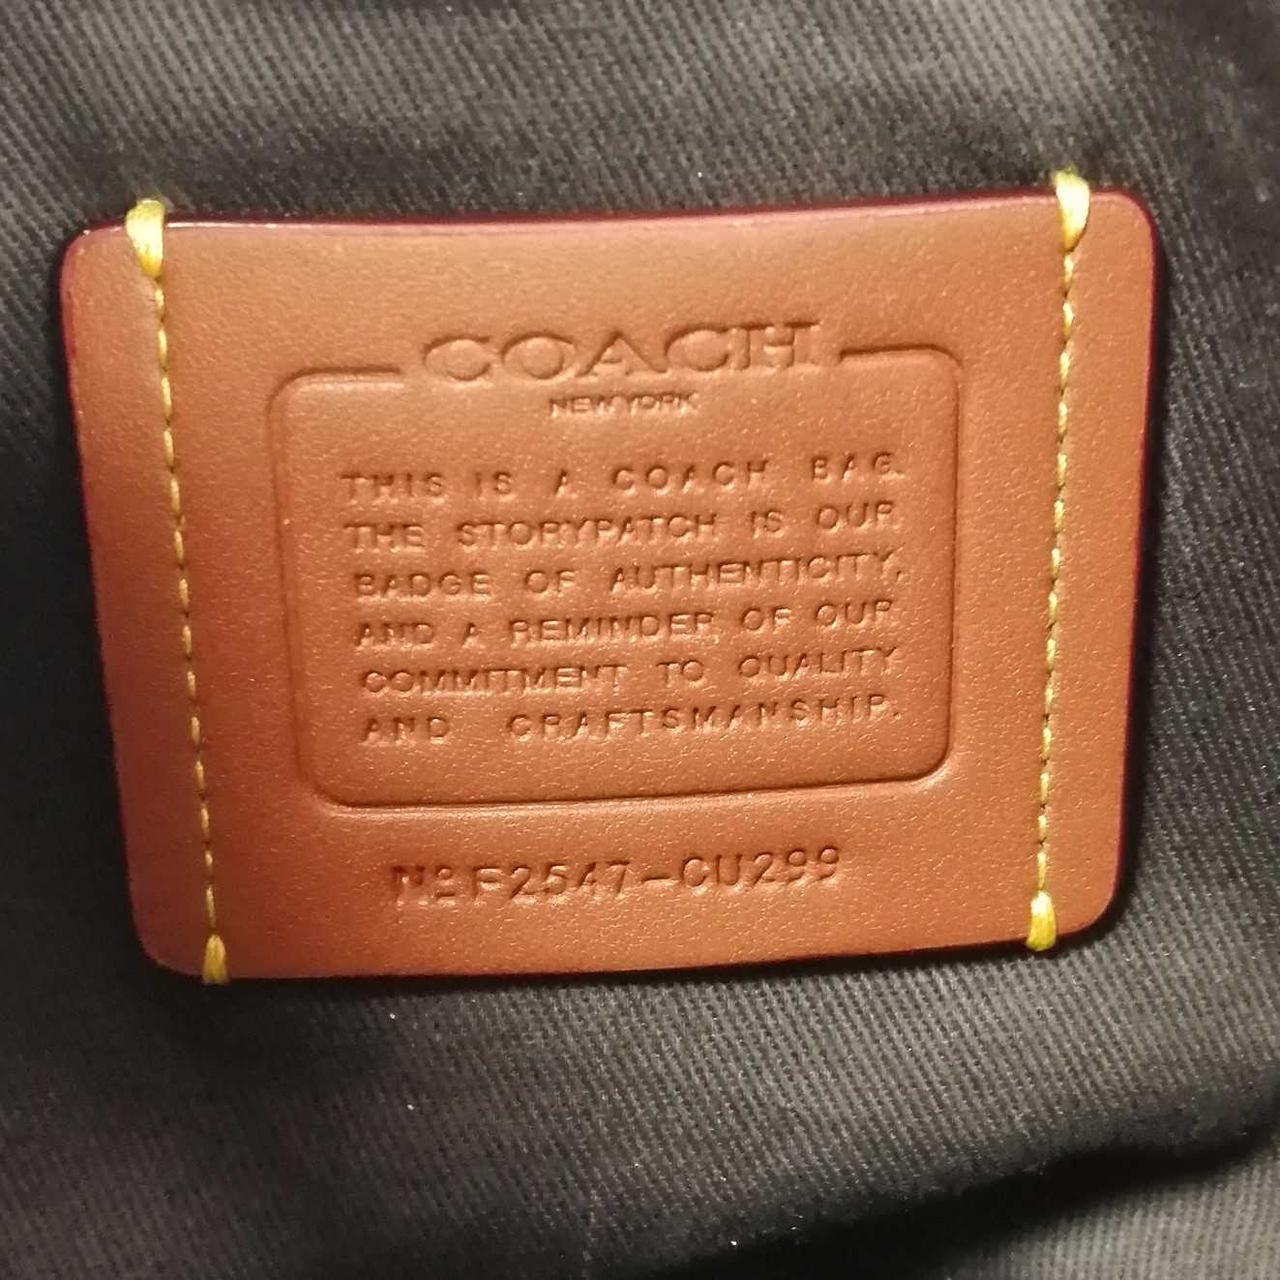 COACH
NEW YORK
THIS IS A COACH BAG.
THE STORYPATCH IS OUR
BADGE OF AUTHENTICITY,
AND A REMINDER OF OUR
COMMITMENT TO QUALITY
AND CRAFTSMANSHIP.
Nº F2547-CU299